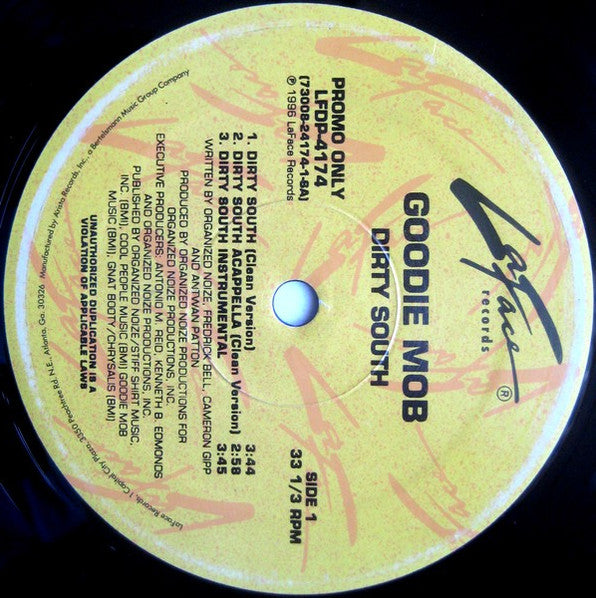 LaFace
records
®
GOODIE MOB
DIRTY SOUTH
PROMO ONLY
LFDP-4174
(73008-24174-1-SA)
℗ 1996 LaFace Records
SIDE 1
33 1/3 RPM
1. DIRTY SOUTH (Clean Version) 3:44
2. DIRTY SOUTH ACAPPELLA (Clean Version) 2:58
3. DIRTY SOUTH INSTRUMENTAL 3:45
WRITTEN BY ORGANIZED NOIZE, FREDRICK BELL, CAMERON GIPP
AND ANTWAN PATTON
PRODUCED BY ORGANIZED NOIZE PRODUCTIONS FOR
ORGANIZED NOIZE PRODUCTIONS, INC.
EXECUTIVE PRODUCERS: ANTONIO M. REID, KENNETH B. EDMONDS
AND ORGANIZED NOIZE PRODUCTIONS, INC.
PUBLISHED BY ORGANIZED NOIZE/STIFF SHIRT MUSIC,
INC. (BMI), COOL PEOPLE MUSIC (BMI) GOODIE MOB
MUSIC (BMI), GNAT BOOTY/CHRYSALIS (BMI)
UNAUTHORIZED DUPLICATION IS A
VIOLATION OF APPLICABLE LAWS
LaFace Records, 1 Capitol City Plaza, 3350 Peachtree Rd. N.E., Atlanta, Ga. 30326. Manufactured by Arista Records, Inc., a Bertelsmann Music Group Company